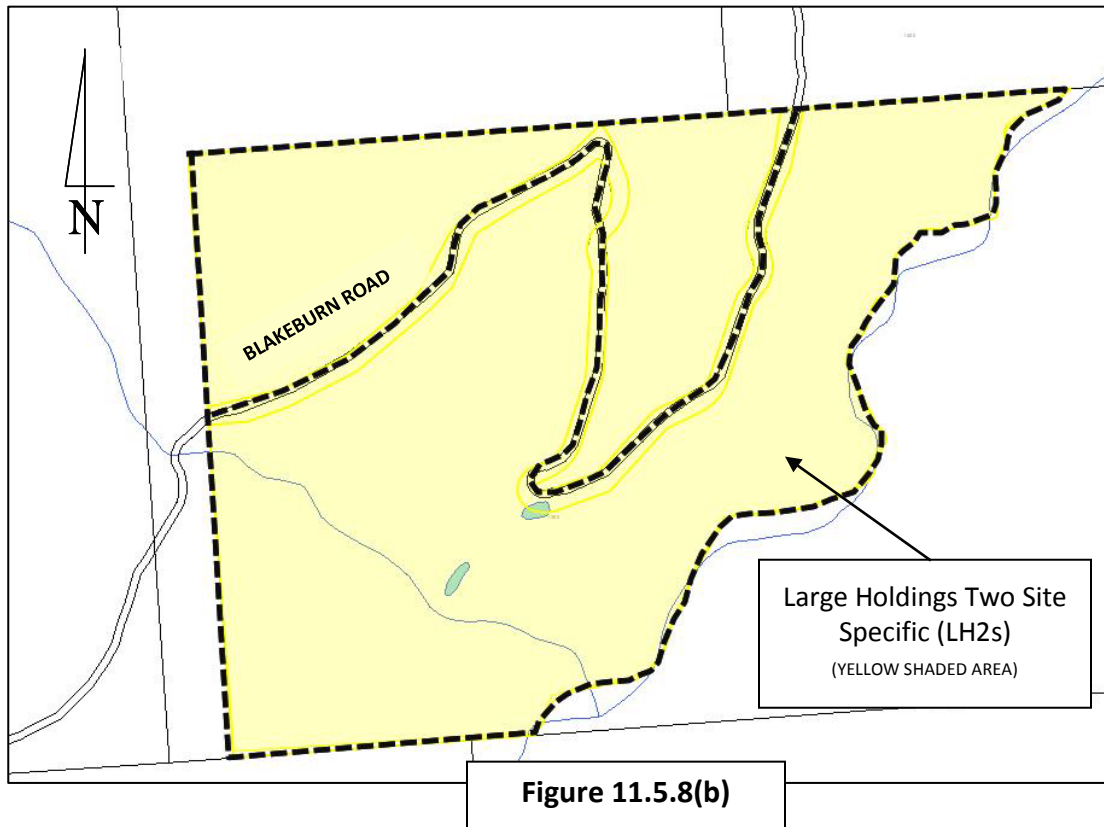 N
BLAKEBURN ROAD
Large Holdings Two Site
Specific (LH2s)
(YELLOW SHADED AREA)
Figure 11.5.8(b)